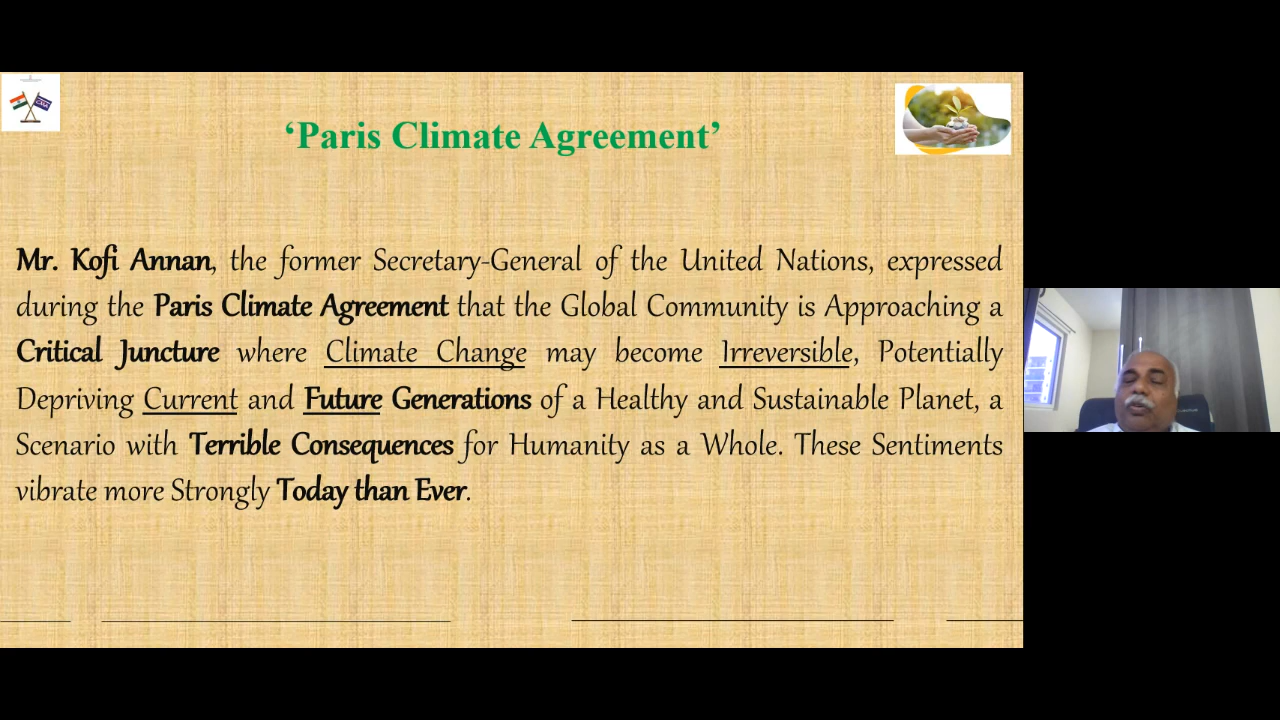 ‘Paris Climate Agreement’
Mr. Kofi Annan, the former Secretary-General of the United Nations, expressed
during the Paris Climate Agreement that the Global Community is Approaching a
Critical Juncture where Climate Change may become Irreversible, Potentially
Depriving Current and Future Generations of a Healthy and Sustainable Planet, a
Scenario with Terrible Consequences for Humanity as a Whole. These Sentiments
vibrate more Strongly Today than Ever.